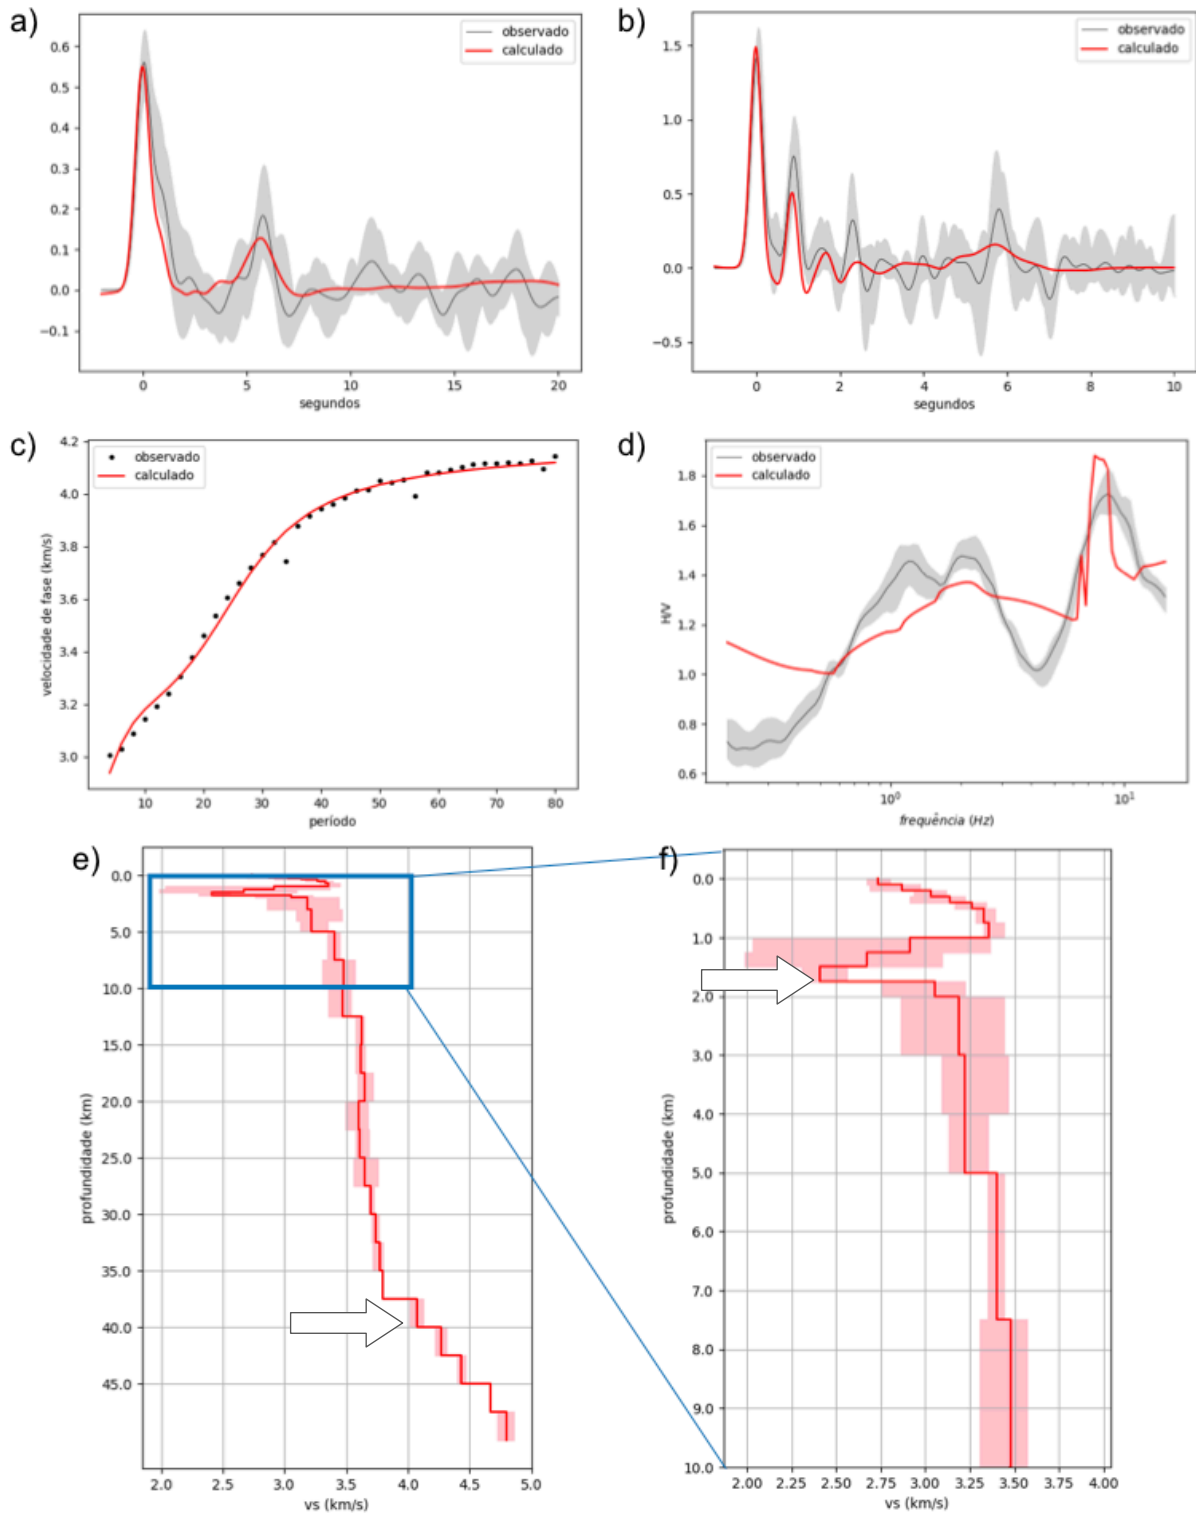 a)
observado
calculado
0.6
0.5
0.4
0.3
0.2
0.1
0.0
−0.1
0 5 10 15 20
segundos
b)
observado
calculado
1.5
1.0
0.5
0.0
−0.5
0 2 4 6 8 10
segundos
c)
observado
calculado
4.2
4.0
3.8
3.6
3.4
3.2
3.0
velocidade de fase (km/s)
10 20 30 40 50 60 70 80
período
d)
observado
calculado
1.8
1.6
1.4
1.2
1.0
0.8
0.6
H/V
10⁰ 10¹
frequência (Hz)
e)
0.0
5.0
10.0
15.0
20.0
25.0
30.0
35.0
40.0
45.0
profundidade (km)
2.0 2.5 3.0 3.5 4.0 4.5 5.0
vs (km/s)
f)
0.0
1.0
2.0
3.0
4.0
5.0
6.0
7.0
8.0
9.0
10.0
profundidade (km)
2.00 2.25 2.50 2.75 3.00 3.25 3.50 3.75 4.00
vs (km/s)